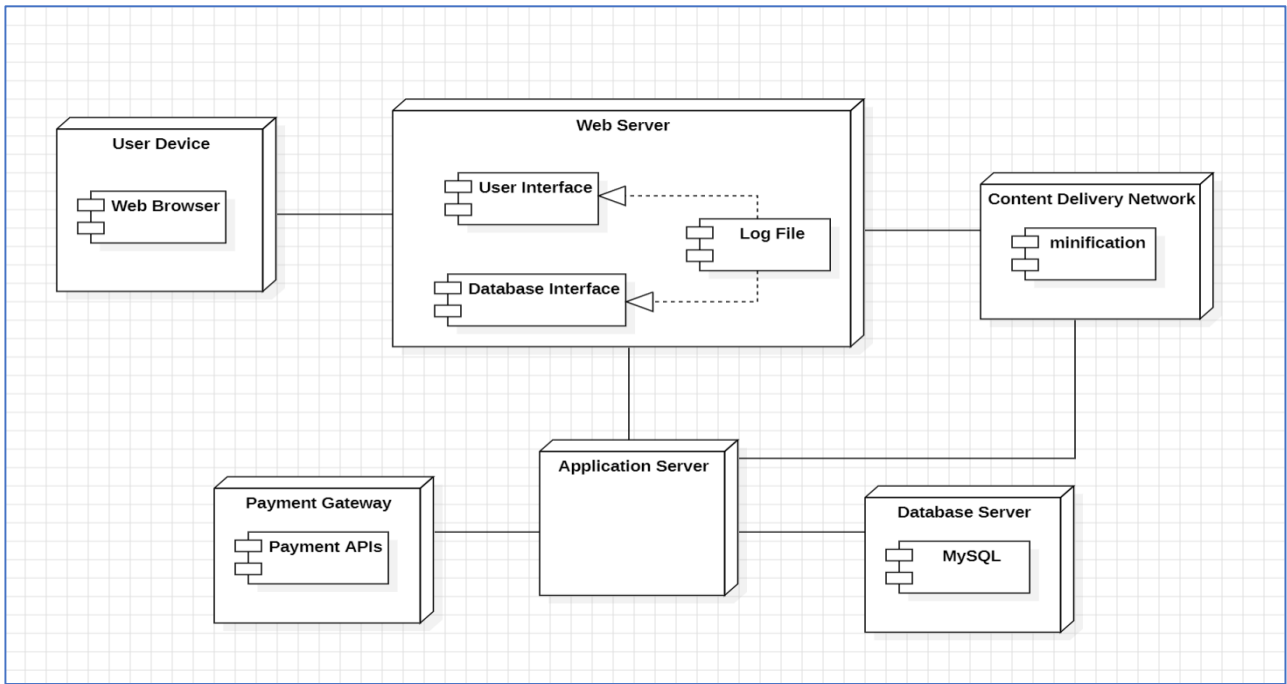 Web Server
User Device
User Interface
Web Browser
Log File
Content Delivery Network
minification
Database Interface
Application Server
Payment Gateway
Payment APIs
Database Server
MySQL